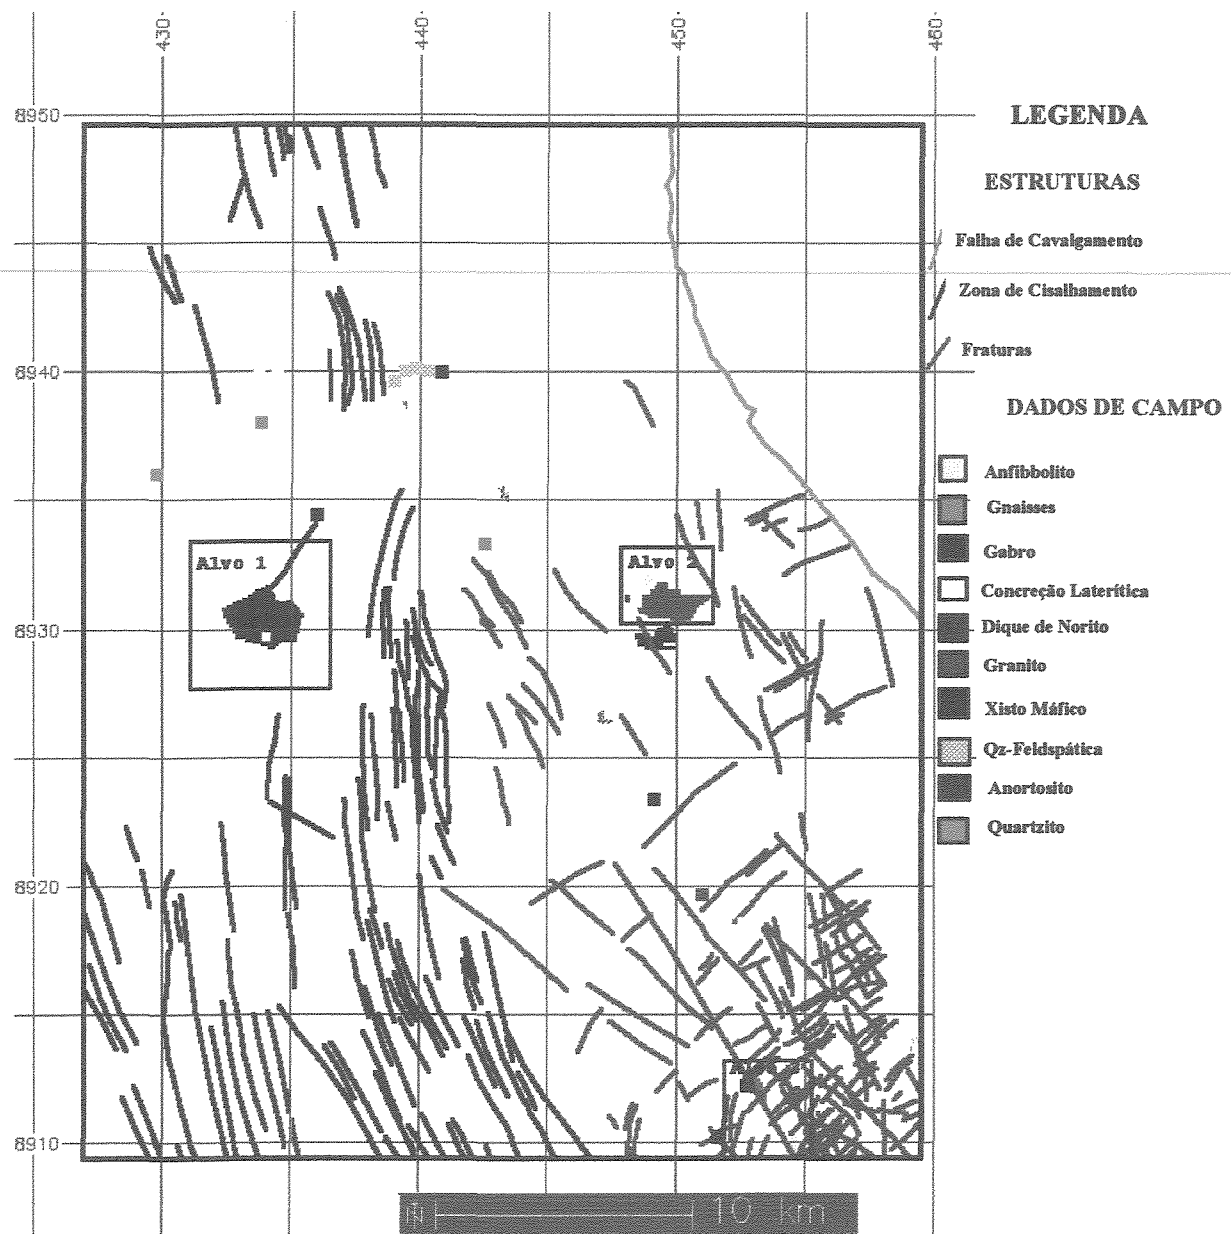 430
440
450
460
8950
8940
8930
8920
8910
Alvo 1
Alvo 2
LEGENDA
ESTRUTURAS
Falha de Cavalgamento
Zona de Cisalhamento
Fraturas
DADOS DE CAMPO
Anfibbolito
Gnaisses
Gabro
Concreção Laterítica
Dique de Norito
Granito
Xisto Máfico
Qz-Feldspática
Anortosito
Quartzito
N
10 km